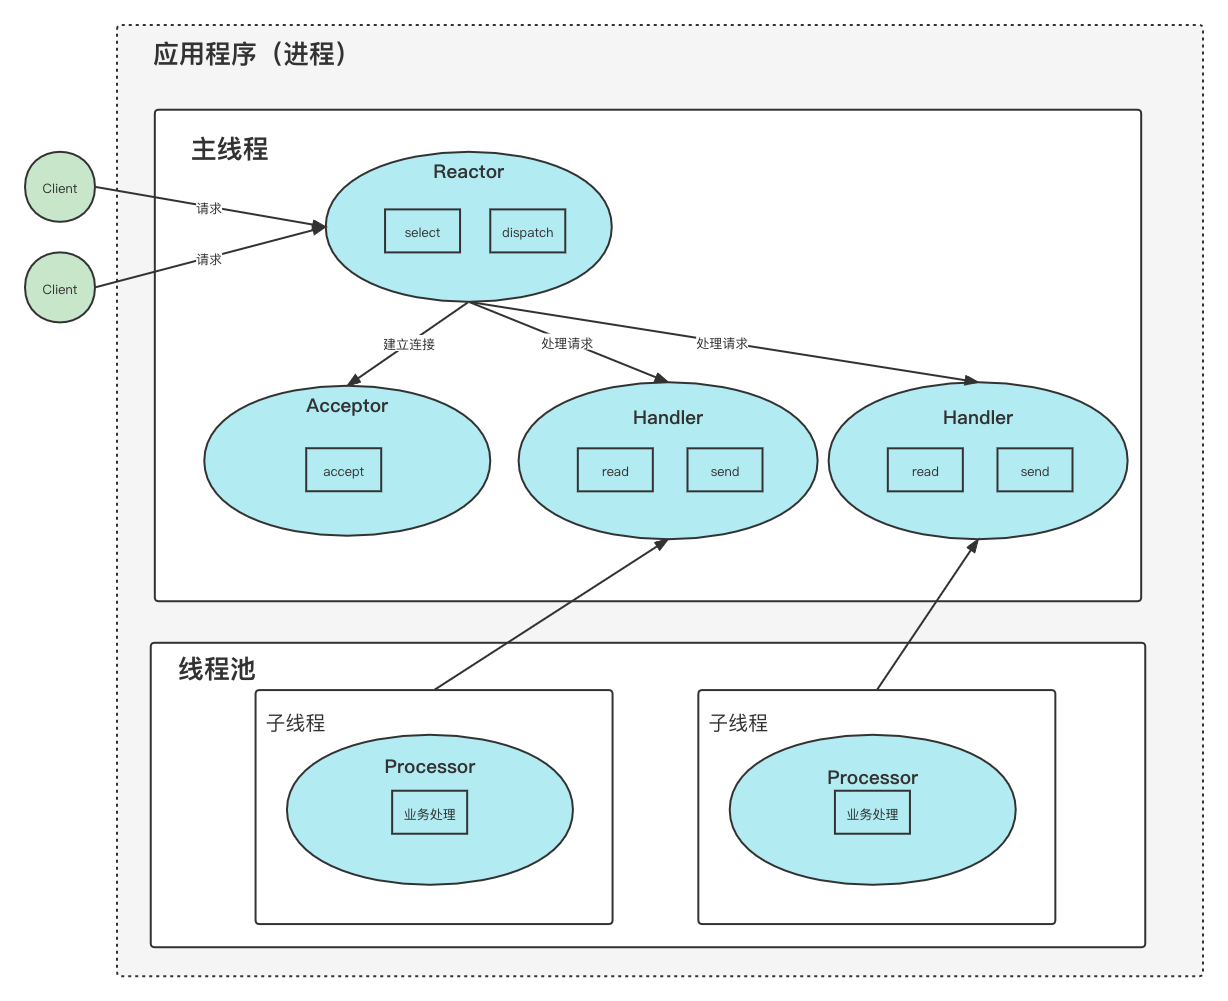 应用程序（进程）
主线程
Client
Client
请求
请求
Reactor
select
dispatch
建立连接
处理请求
处理请求
Acceptor
accept
Handler
read
send
Handler
read
send
线程池
子线程
Processor
业务处理
子线程
Processor
业务处理